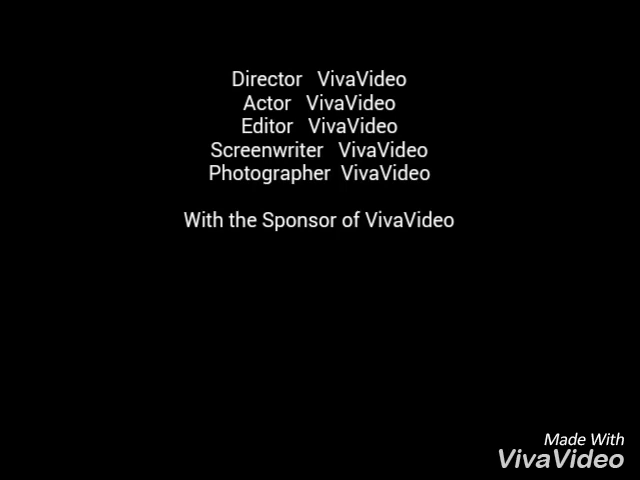 Director VivaVideo
Actor VivaVideo
Editor VivaVideo
Screenwriter VivaVideo
Photographer VivaVideo
With the Sponsor of VivaVideo
Made With
VivaVideo